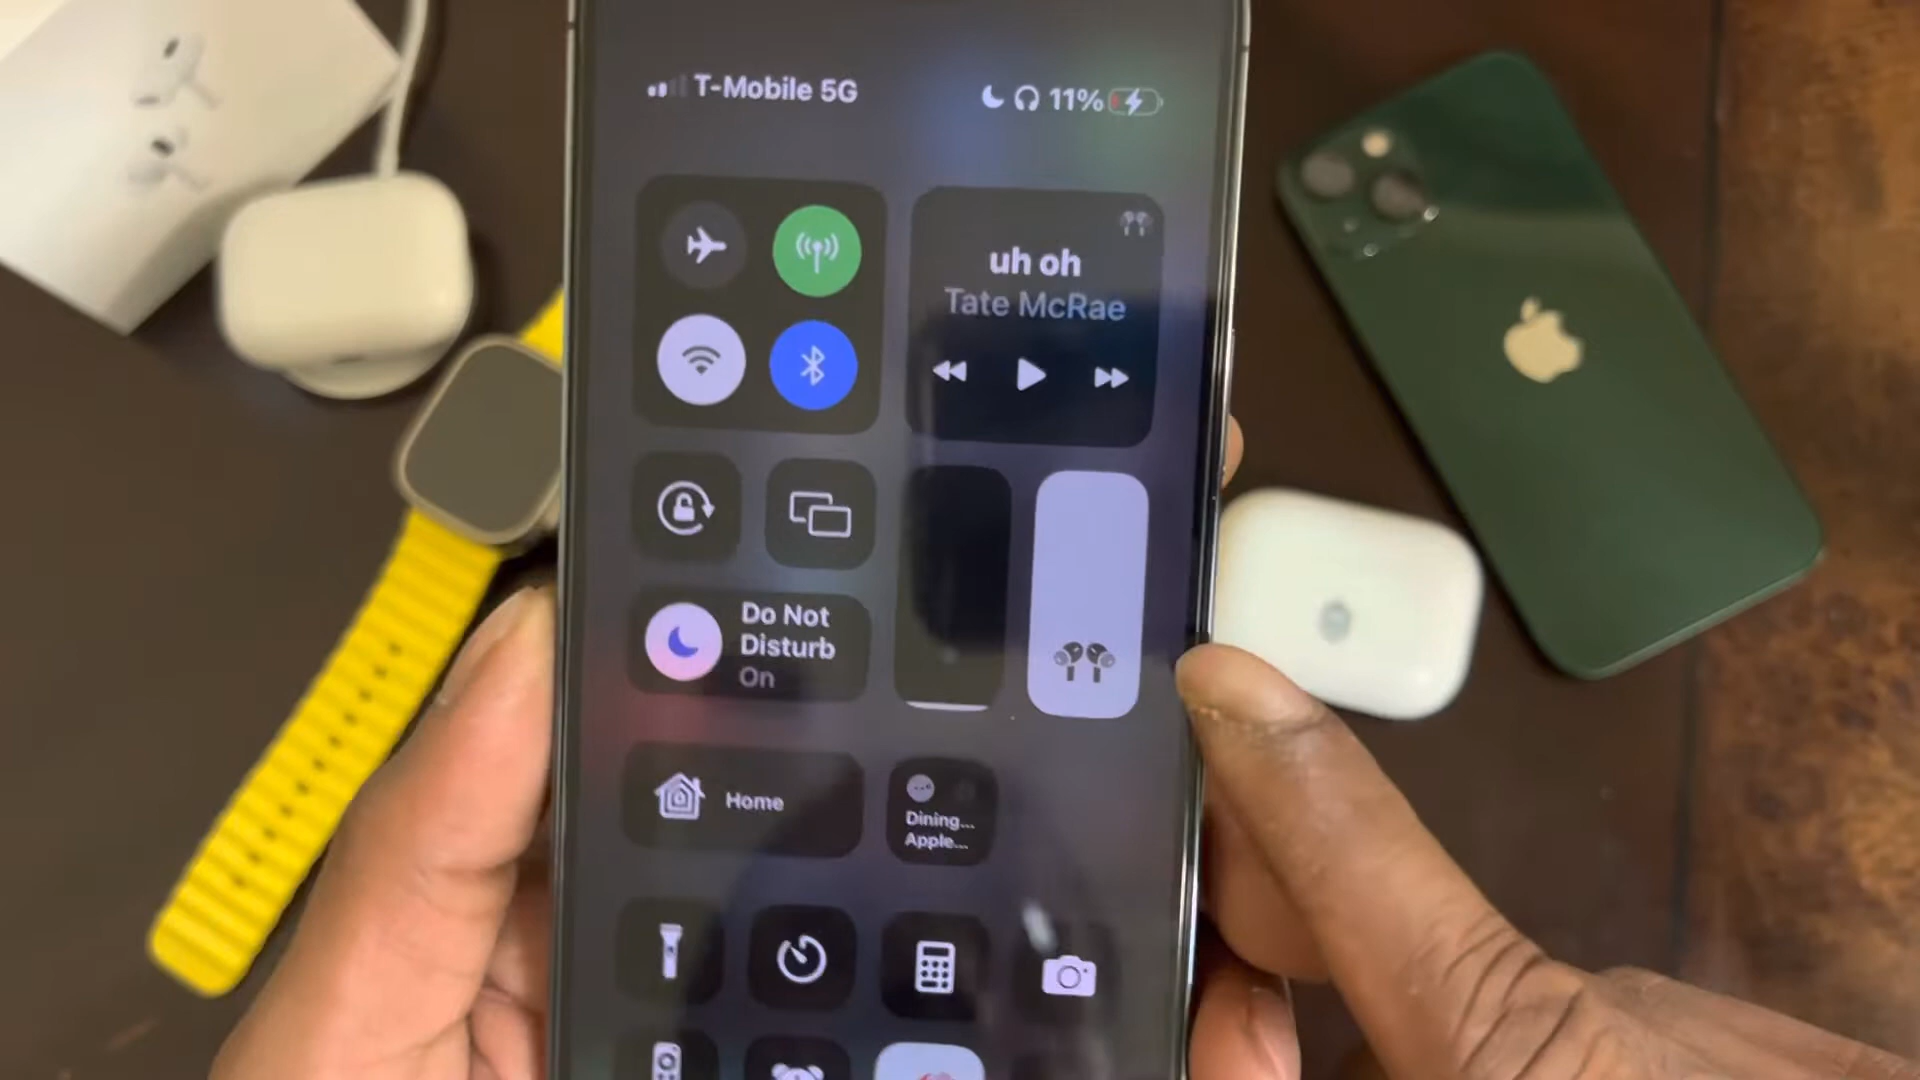 T-Mobile 5G
11%
uh oh
Tate McRae
Do Not
Disturb
On
Home
Dining...
Apple...